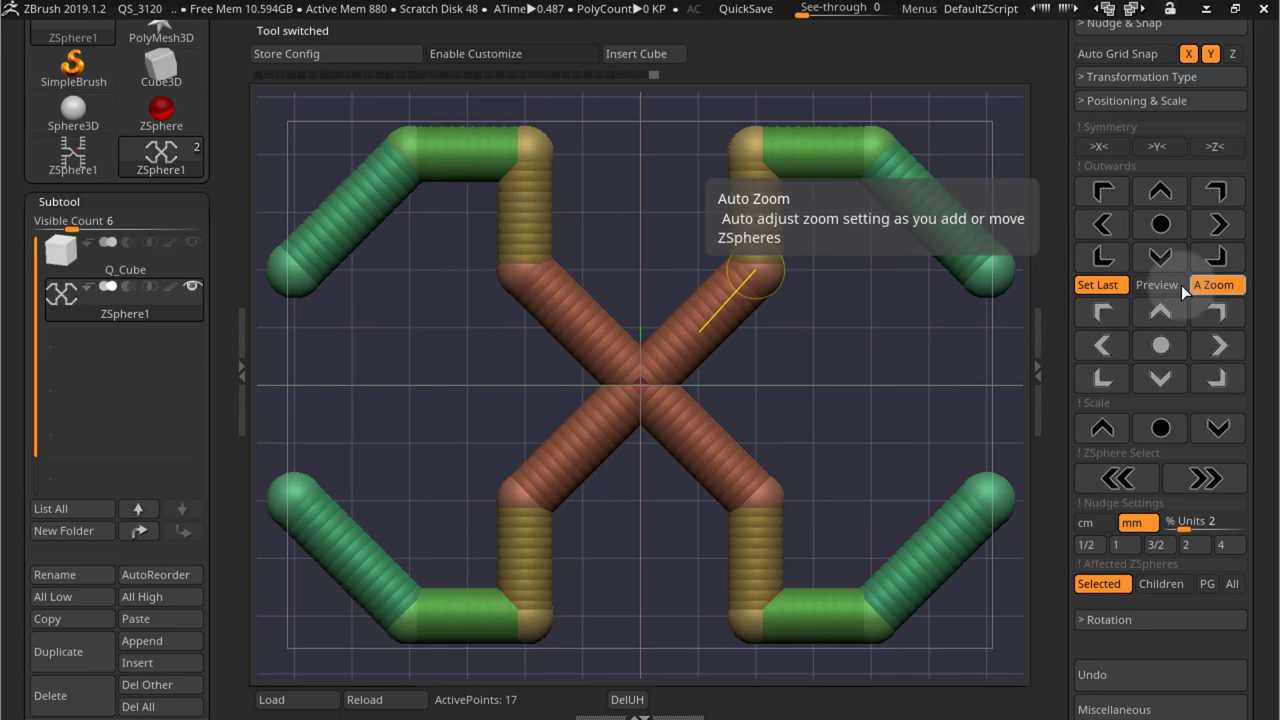 ZBrush 2019.1.2 QS_3120 .. • Free Mem 10.594GB • Active Mem 880 • Scratch Disk 48 • ATime▶0.487 • PolyCount▶0 KP • AC QuickSave See-through 0 Menus DefaultZScript
Tool switched
Store Config Enable Customize Insert Cube
ZSphere1 PolyMesh3D
SimpleBrush Cube3D
Sphere3D ZSphere
2
ZSphere1 ZSphere1
Subtool
Visible Count 6
Q_Cube
ZSphere1
List All
New Folder
Rename AutoReorder
All Low All High
Copy Paste
Duplicate Append
Insert
Delete Del Other
Del All
Auto Zoom
Auto adjust zoom setting as you add or move
ZSpheres
Load Reload ActivePoints: 17 DelUH
> Nudge & Snap
Auto Grid Snap X Y Z
> Transformation Type
> Positioning & Scale
! Symmetry
>X< >Y< >Z<
! Outwards
Set Last Preview A Zoom
! Scale
! ZSphere Select
! Nudge Settings
cm mm % Units 2
1/2 1 3/2 2 4
! Affected ZSpheres
Selected Children PG All
> Rotation
Undo
Miscellaneous